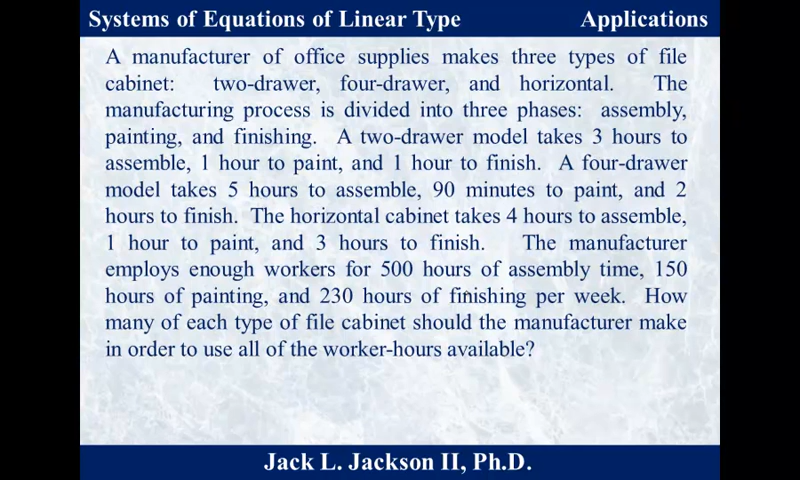 Systems of Equations of Linear Type Applications
A manufacturer of office supplies makes three types of file
cabinet: two-drawer, four-drawer, and horizontal. The
manufacturing process is divided into three phases: assembly,
painting, and finishing. A two-drawer model takes 3 hours to
assemble, 1 hour to paint, and 1 hour to finish. A four-drawer
model takes 5 hours to assemble, 90 minutes to paint, and 2
hours to finish. The horizontal cabinet takes 4 hours to assemble,
1 hour to paint, and 3 hours to finish. The manufacturer
employs enough workers for 500 hours of assembly time, 150
hours of painting, and 230 hours of finishing per week. How
many of each type of file cabinet should the manufacturer make
in order to use all of the worker-hours available?
Jack L. Jackson II, Ph.D.